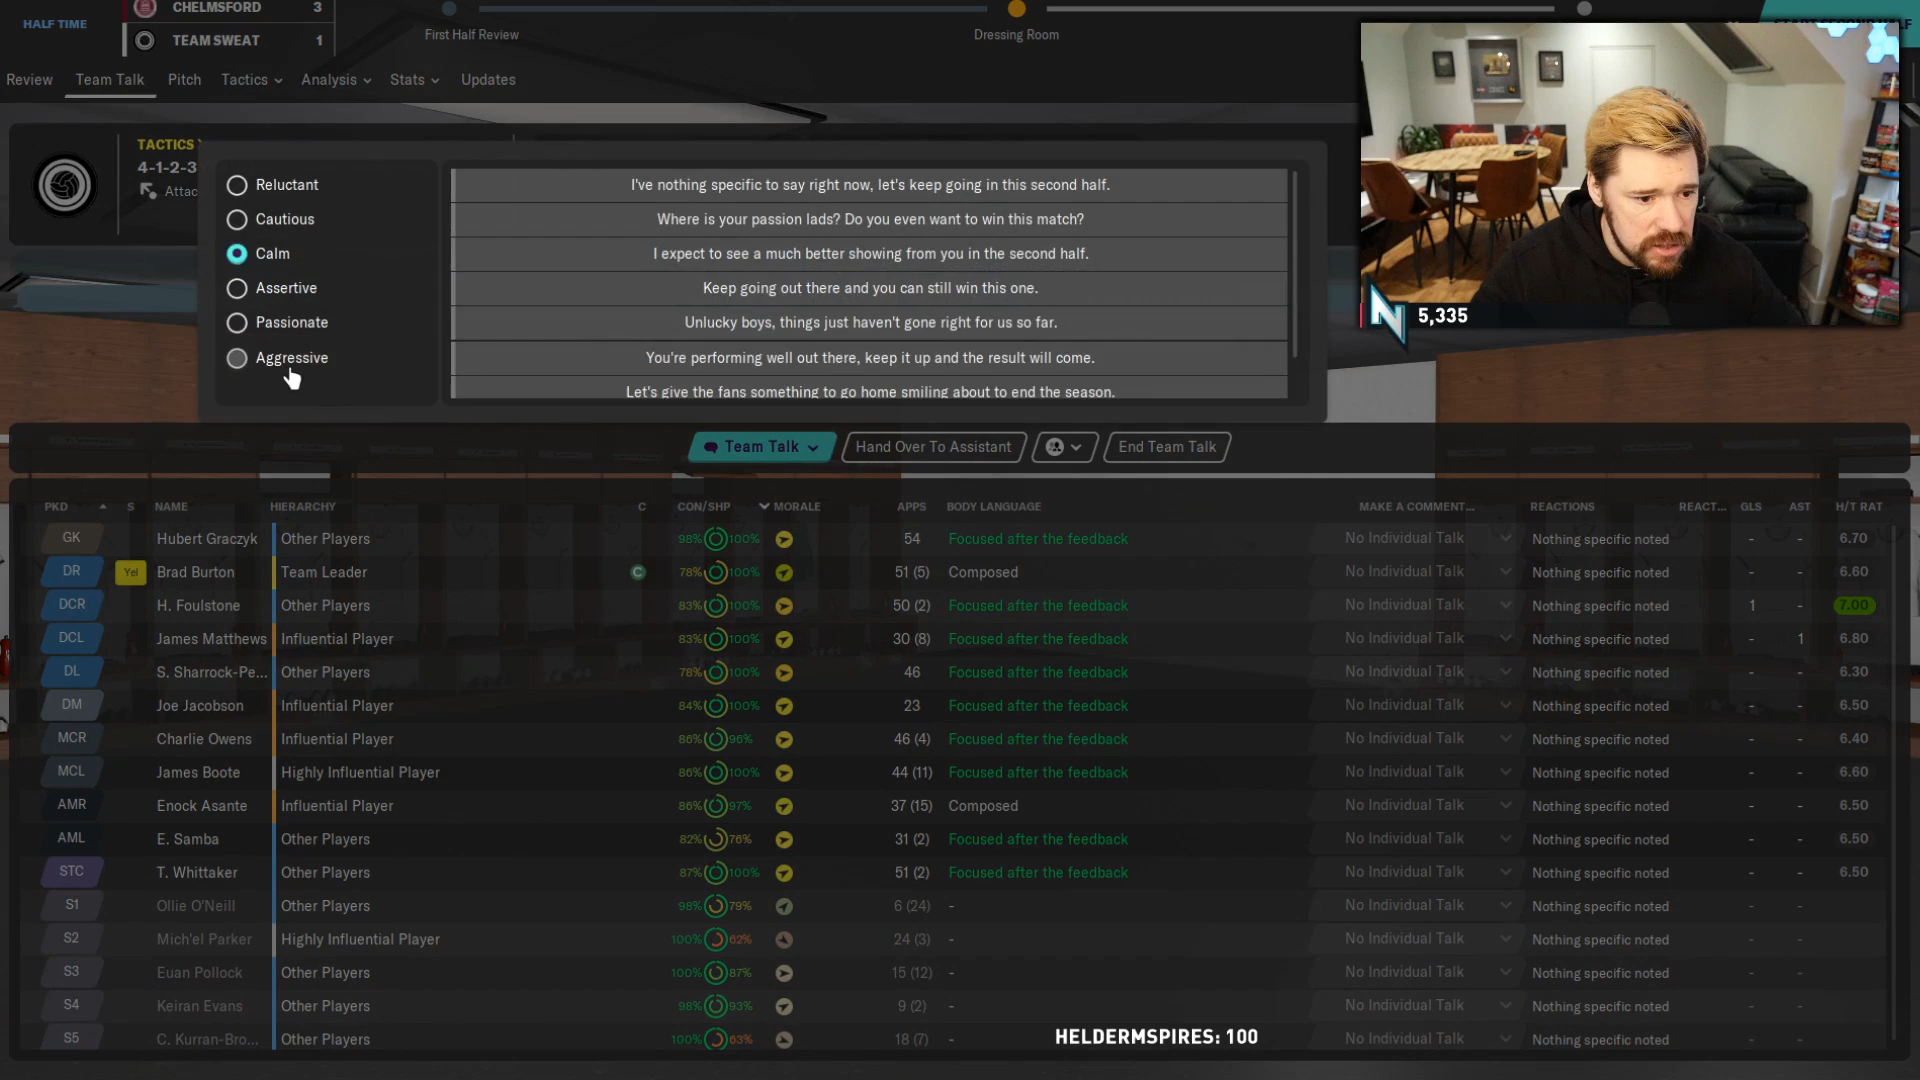 HALF TIME
CHELMSFORD 3
TEAM SWEAT 1
First Half Review
Dressing Room
Review Team Talk Pitch Tactics Analysis Stats Updates
TACTICS
4-1-2-3
Attac
Reluctant
Cautious
Calm
Assertive
Passionate
Aggressive
I've nothing specific to say right now, let's keep going in this second half.
Where is your passion lads? Do you even want to win this match?
I expect to see a much better showing from you in the second half.
Keep going out there and you can still win this one.
Unlucky boys, things just haven't gone right for us so far.
You're performing well out there, keep it up and the result will come.
Let's give the fans something to go home smiling about to end the season.
5,335
Team Talk Hand Over To Assistant End Team Talk
PKD S NAME HIERARCHY C CON/SHP MORALE APPS BODY LANGUAGE MAKE A COMMENT... REACTIONS REACT... GLS AST H/T RAT
GK Hubert Graczyk Other Players 98% 100% 54 Focused after the feedback No Individual Talk Nothing specific noted - - 6.70
DR Yel Brad Burton Team Leader C 78% 100% 51 (5) Composed No Individual Talk Nothing specific noted - - 6.60
DCR H. Foulstone Other Players 83% 100% 50 (2) Focused after the feedback No Individual Talk Nothing specific noted 1 - 7.00
DCL James Matthews Influential Player 83% 100% 30 (8) Focused after the feedback No Individual Talk Nothing specific noted - 1 6.80
DL S. Sharrock-Pe... Other Players 78% 100% 46 Focused after the feedback No Individual Talk Nothing specific noted - - 6.30
DM Joe Jacobson Influential Player 84% 100% 23 Focused after the feedback No Individual Talk Nothing specific noted - - 6.50
MCR Charlie Owens Influential Player 86% 96% 46 (4) Focused after the feedback No Individual Talk Nothing specific noted - - 6.40
MCL James Boote Highly Influential Player 86% 100% 44 (11) Focused after the feedback No Individual Talk Nothing specific noted - - 6.60
AMR Enock Asante Influential Player 86% 97% 37 (15) Composed No Individual Talk Nothing specific noted - - 6.50
AML E. Samba Other Players 82% 76% 31 (2) Focused after the feedback No Individual Talk Nothing specific noted - - 6.50
STC T. Whittaker Other Players 87% 100% 51 (2) Focused after the feedback No Individual Talk Nothing specific noted - - 6.50
S1 Ollie O'Neill Other Players 98% 79% 6 (24) - No Individual Talk Nothing specific noted
S2 Mich'el Parker Highly Influential Player 100% 62% 24 (3) - No Individual Talk Nothing specific noted
S3 Euan Pollock Other Players 100% 87% 15 (12) - No Individual Talk Nothing specific noted
S4 Keiran Evans Other Players 98% 93% 9 (2) - No Individual Talk Nothing specific noted
S5 C. Kurran-Bro... Other Players 100% 63% 18 (7) - No Individual Talk Nothing specific noted
HELDERMSPIRES: 100